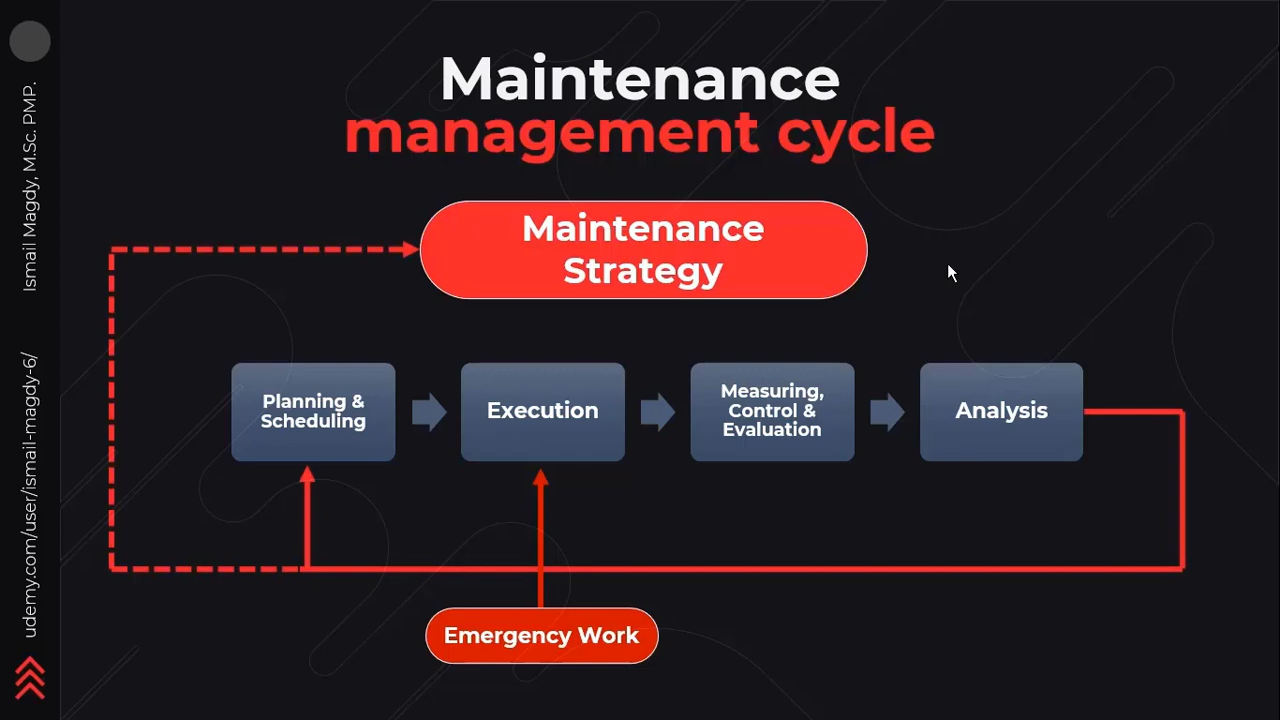 Maintenance
management cycle
Maintenance
Strategy
Planning &
Scheduling
Execution
Measuring,
Control &
Evaluation
Analysis
Emergency Work
Ismail Magdy, M.Sc. PMP.
udemy.com/user/ismail-magdy-6/